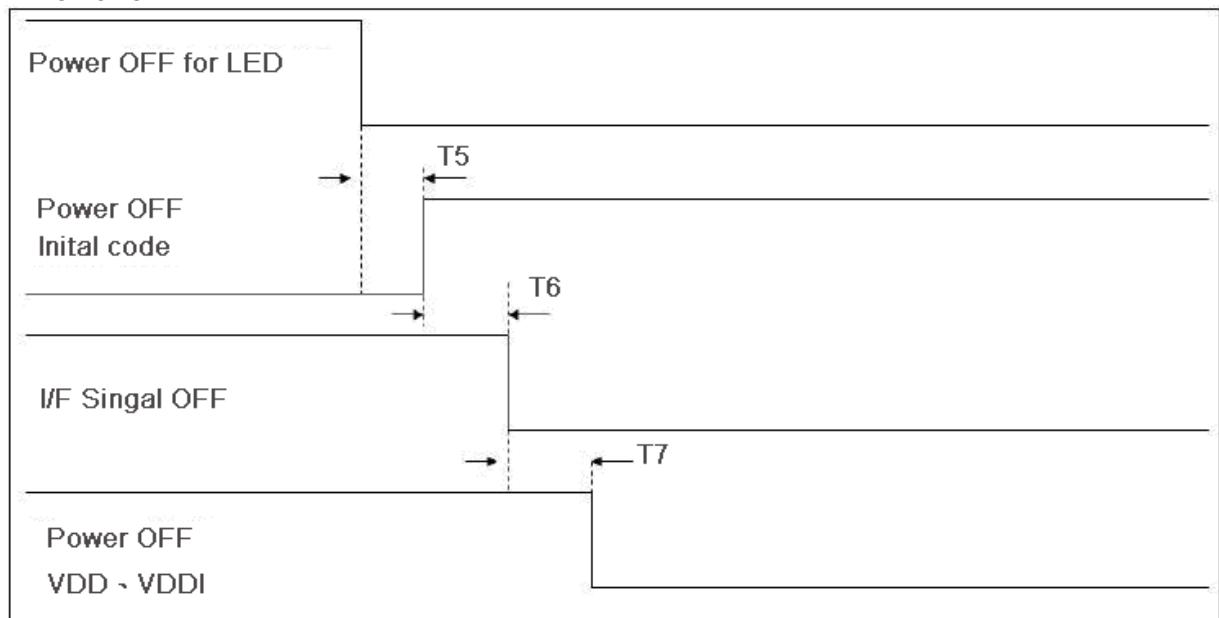 Power OFF for LED
T5
Power OFF
Inital code
T6
I/F Singal OFF
T7
Power OFF
VDD、VDDI